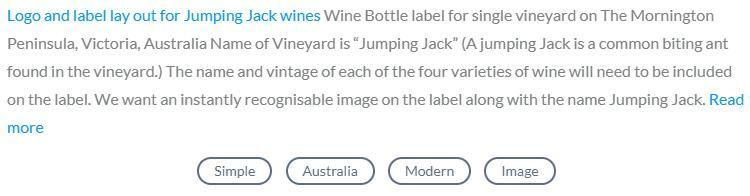 Logo and label lay out for Jumping Jack wines Wine Bottle label for single vineyard on The Mornington
Peninsula, Victoria, Australia Name of Vineyard is “Jumping Jack” (A jumping Jack is a common biting ant
found in the vineyard.) The name and vintage of each of the four varieties of wine will need to be included
on the label. We want an instantly recognisable image on the label along with the name Jumping Jack. Read
more
Simple Australia Modern Image